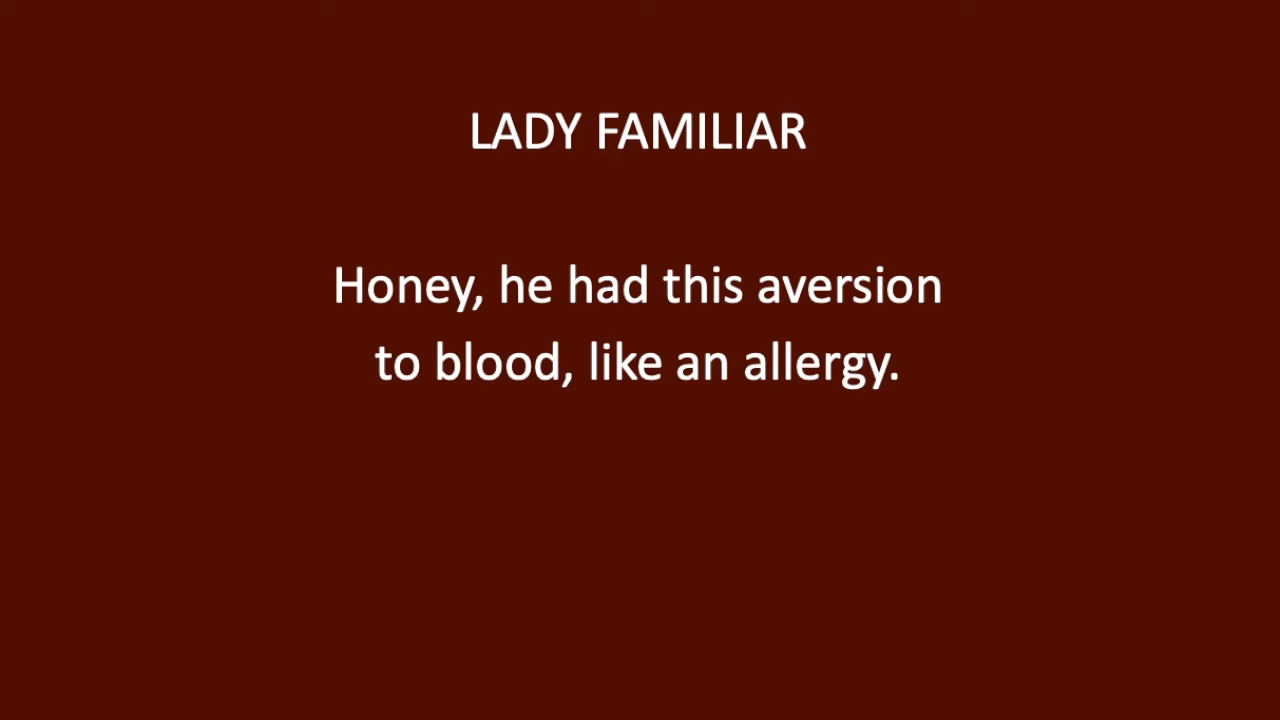 LADY FAMILIAR
Honey, he had this aversion
to blood, like an allergy.